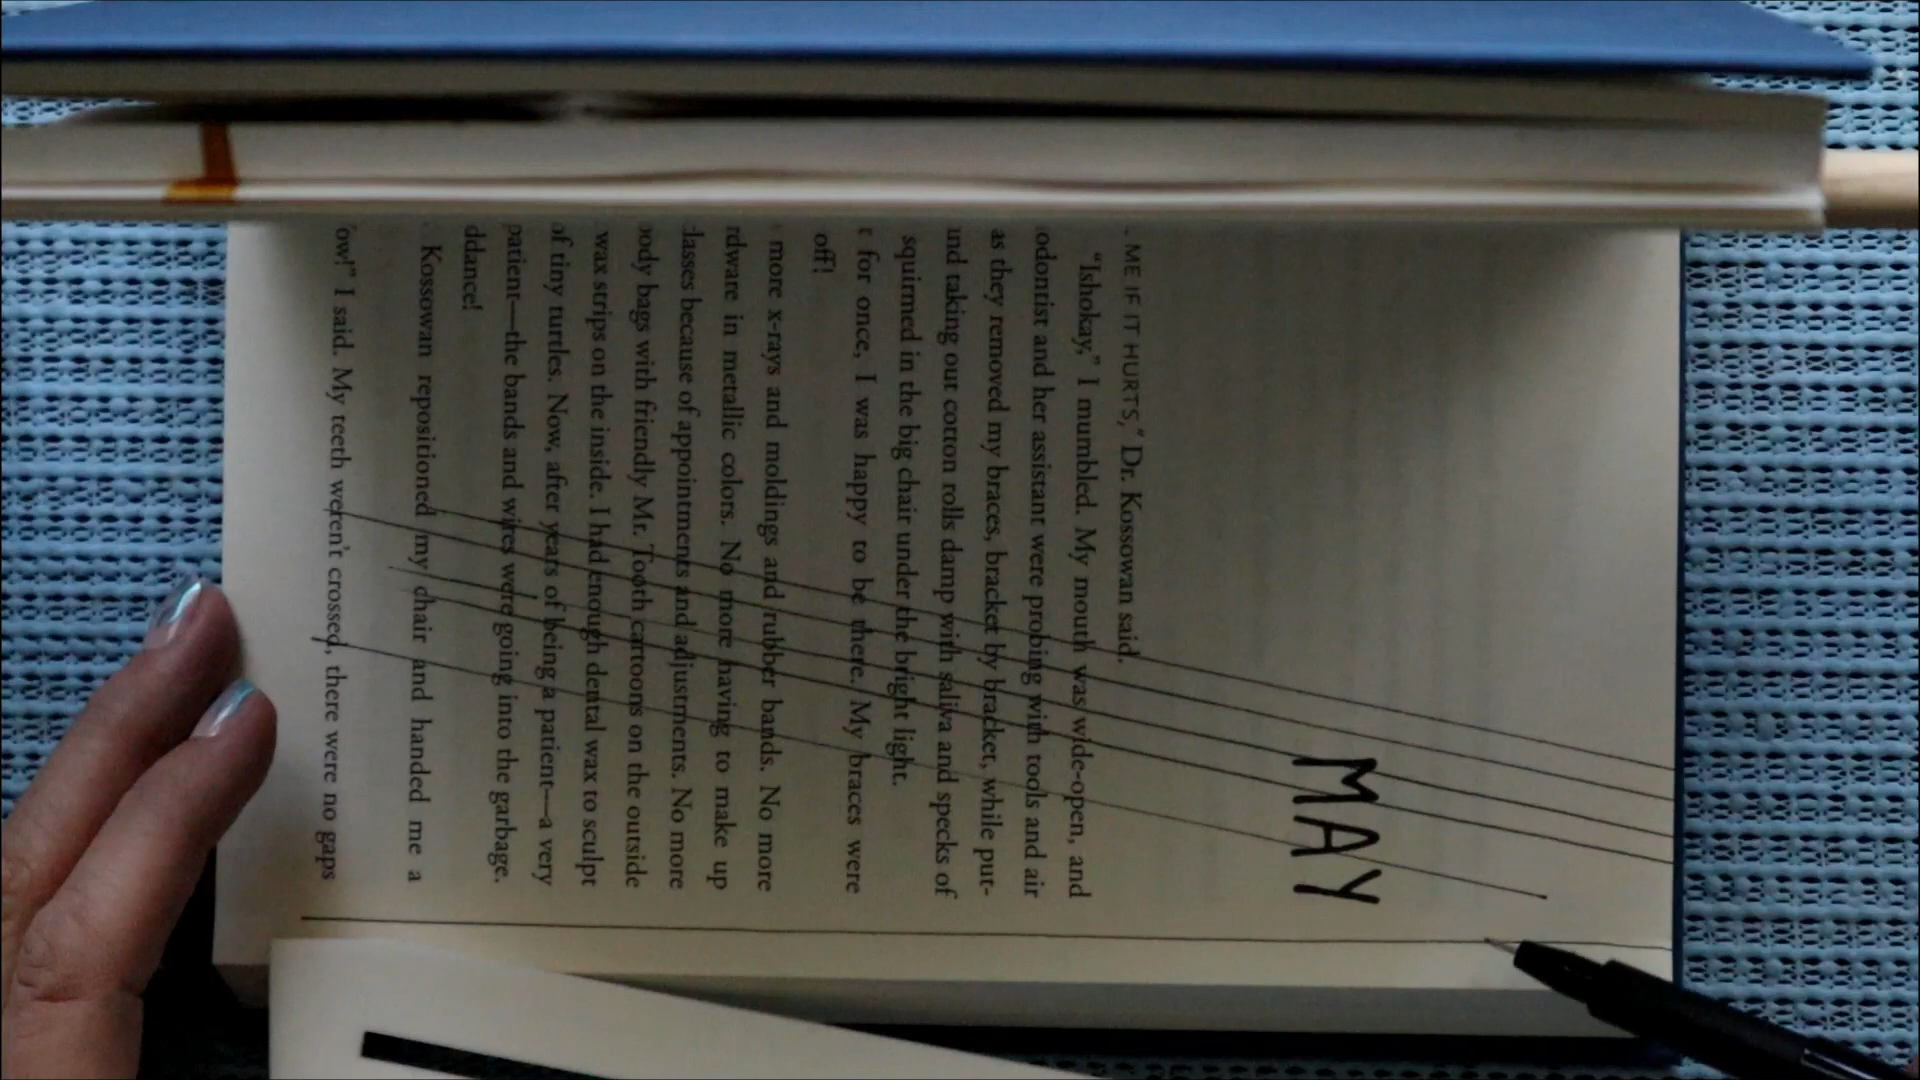 MAY
ME IF IT HURTS,” Dr. Kossowan said.
“Ishokay,” I mumbled. My mouth was wide-open, and
odontist and her assistant were probing with tools and air
as they removed my braces, bracket by bracket, while put-
and taking out cotton rolls damp with saliva and specks of
squirmed in the big chair under the bright light.
for once, I was happy to be there. My braces were
off!
more x-rays and moldings and rubber bands. No more
rdware in metallic colors. No more having to make up
classes because of appointments and adjustments. No more
body bags with friendly Mr. Tooth cartoons on the outside
wax strips on the inside. I had enough dental wax to sculpt
of tiny turtles. Now, after years of being a patient—a very
patient—the bands and wires were going into the garbage.
ddance!
Kossowan repositioned my chair and handed me a
ow!” I said. My teeth weren’t crossed, there were no gaps